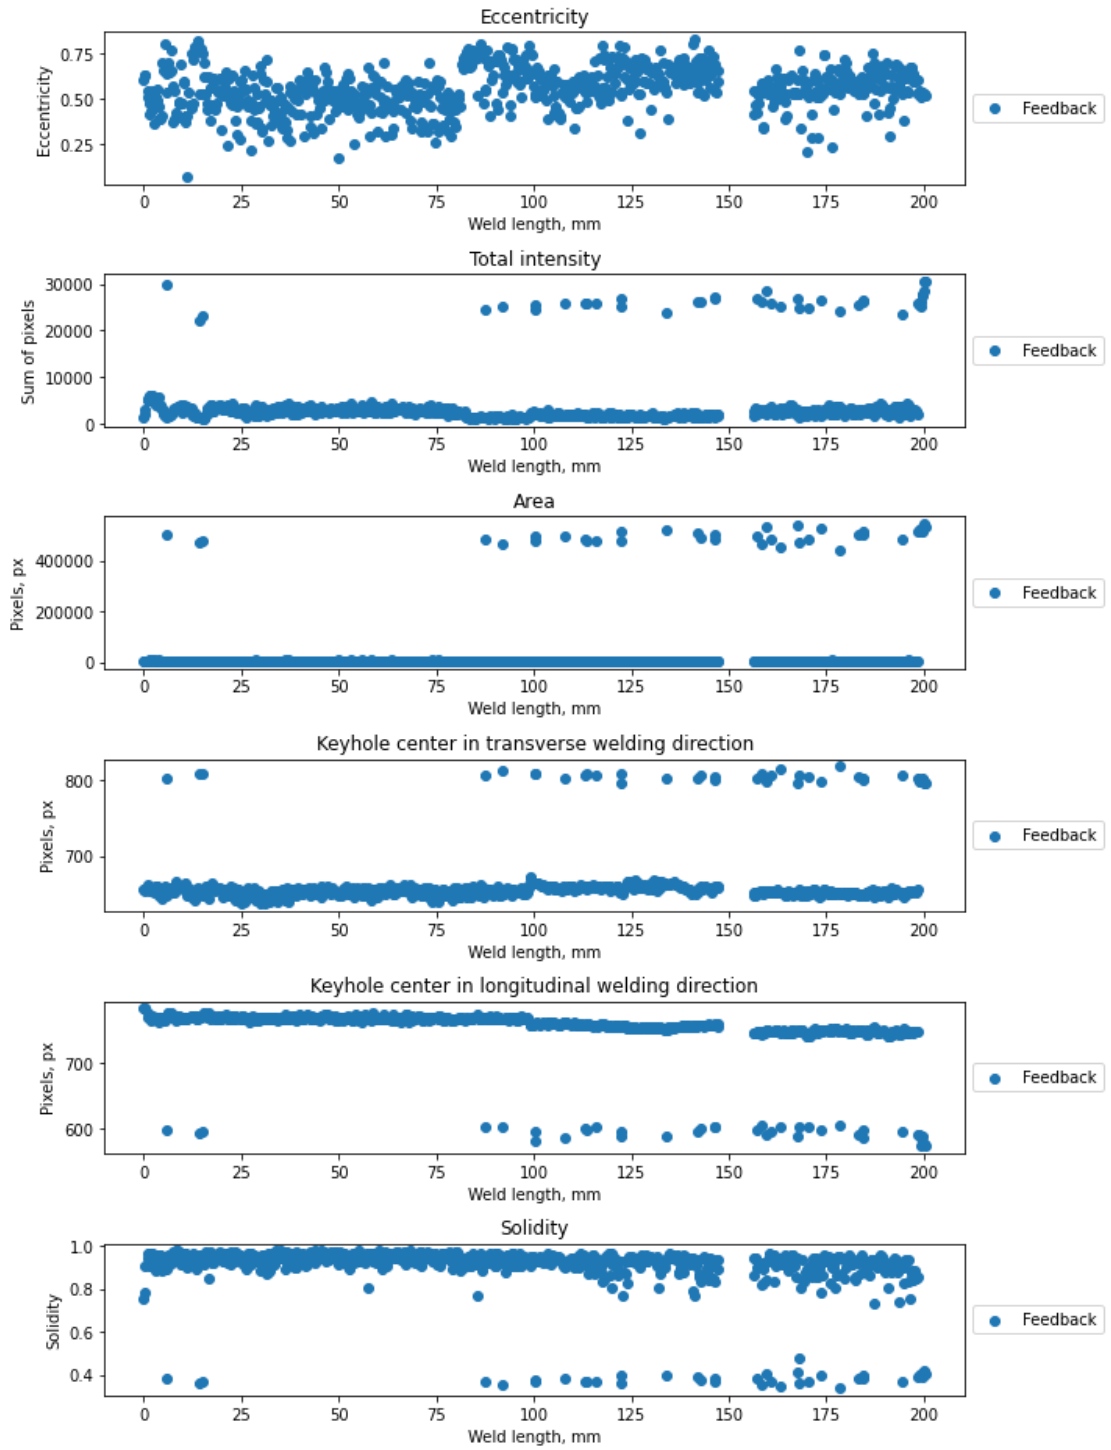 Eccentricity
Eccentricity
0.75
0.50
0.25
0 25 50 75 100 125 150 175 200
Weld length, mm
Feedback
Total intensity
Sum of pixels
30000
20000
10000
0
0 25 50 75 100 125 150 175 200
Weld length, mm
Feedback
Area
Pixels, px
400000
200000
0
0 25 50 75 100 125 150 175 200
Weld length, mm
Feedback
Keyhole center in transverse welding direction
Pixels, px
800
700
0 25 50 75 100 125 150 175 200
Weld length, mm
Feedback
Keyhole center in longitudinal welding direction
Pixels, px
700
600
0 25 50 75 100 125 150 175 200
Weld length, mm
Feedback
Solidity
Solidity
1.0
0.8
0.6
0.4
0 25 50 75 100 125 150 175 200
Weld length, mm
Feedback